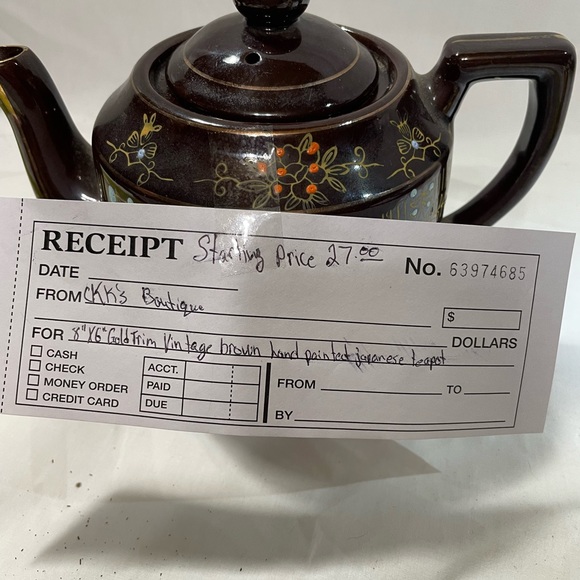 RECEIPT Starting Price 27.00 No. 63974685
DATE
FROM CKK's Boutique
$
FOR 8"X6" Gold Trim Vintage brown hand painted japanese teapot DOLLARS
CASH
CHECK
MONEY ORDER
CREDIT CARD
ACCT.
PAID
DUE
FROM TO
BY